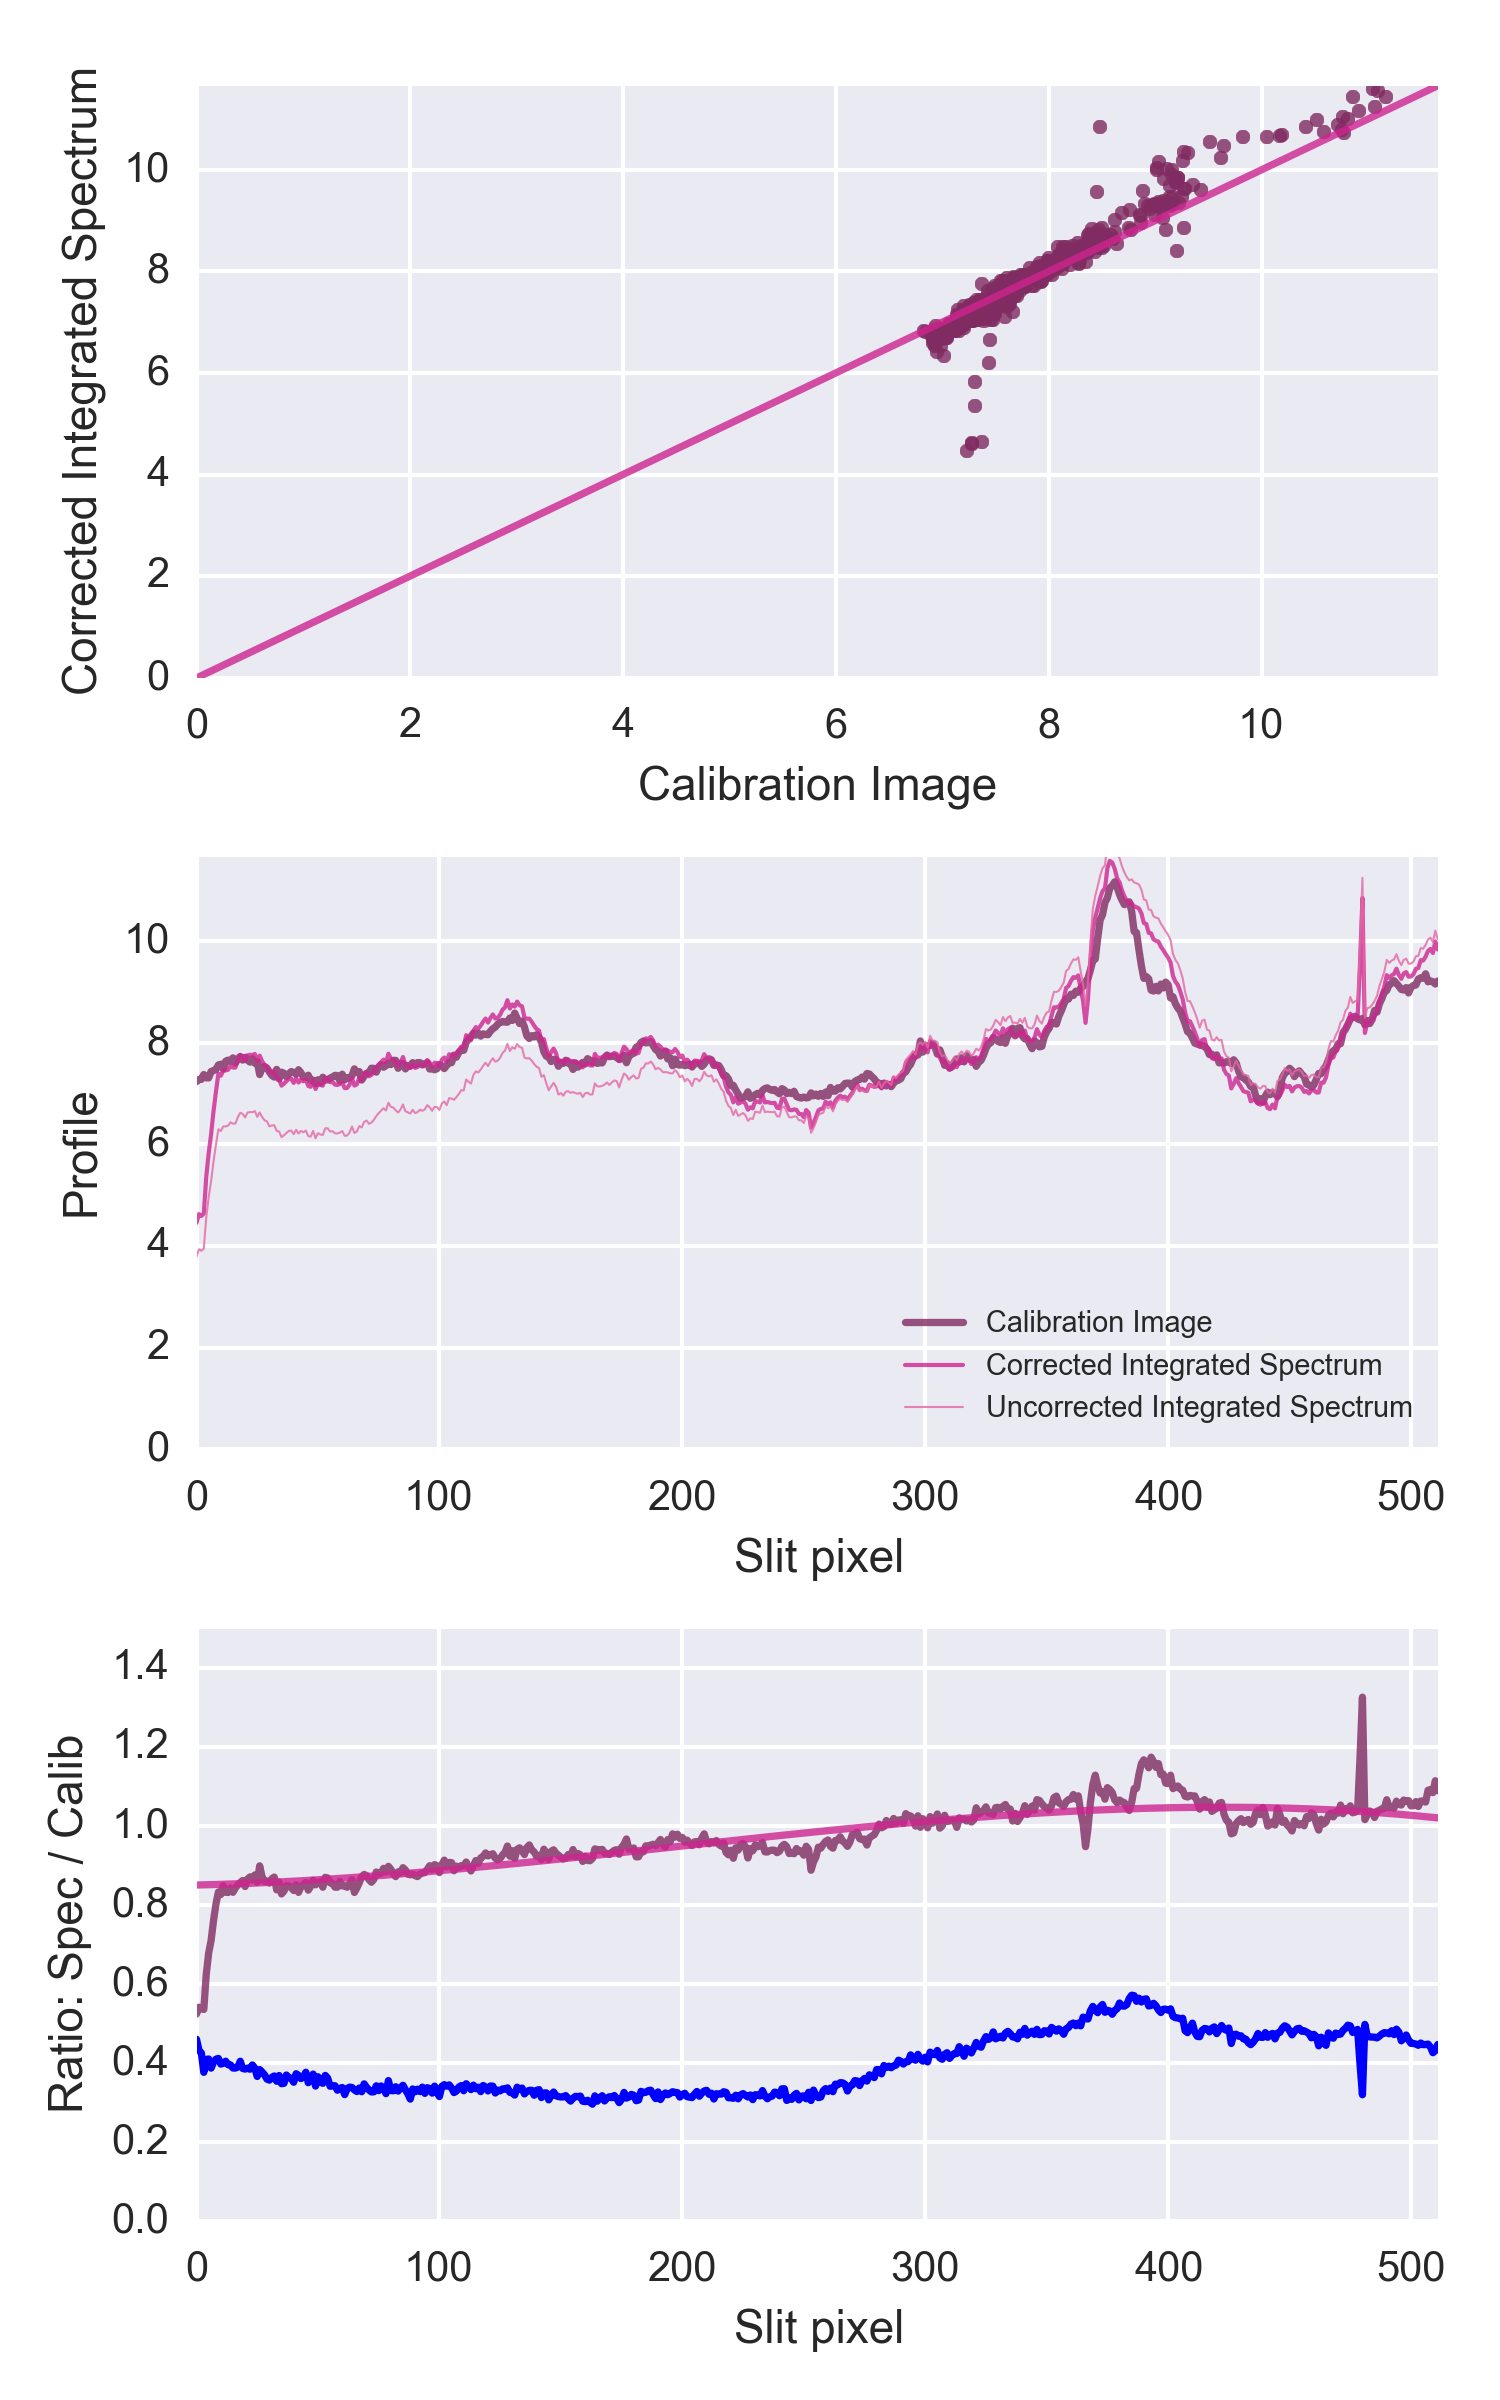 Corrected Integrated Spectrum
10
8
6
4
2
0
0 2 4 6 8 10
Calibration Image
Profile
10
8
6
4
2
0
Calibration Image
Corrected Integrated Spectrum
Uncorrected Integrated Spectrum
0 100 200 300 400 500
Slit pixel
Ratio: Spec / Calib
1.4
1.2
1.0
0.8
0.6
0.4
0.2
0.0
0 100 200 300 400 500
Slit pixel